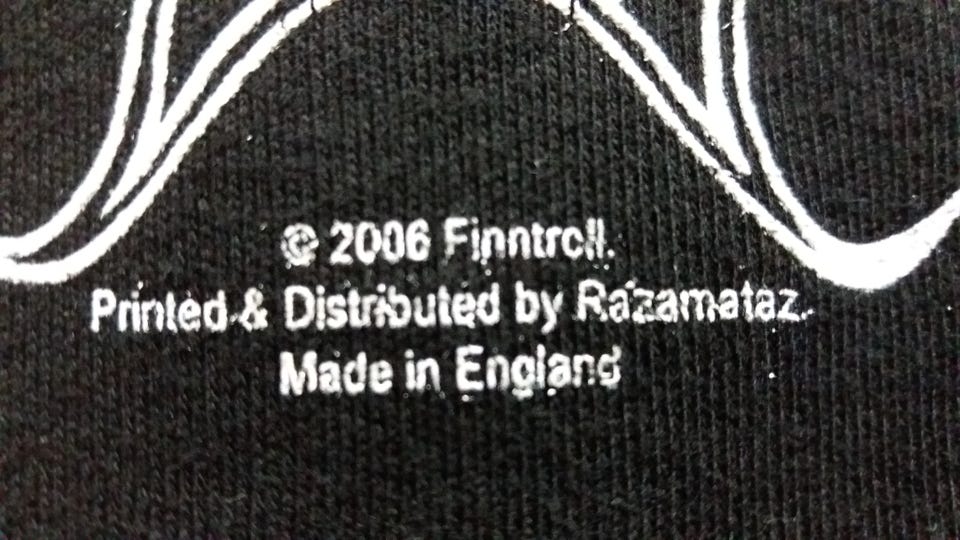 © 2006 Finntroll.
Printed & Distributed by Razamataz.
Made in England